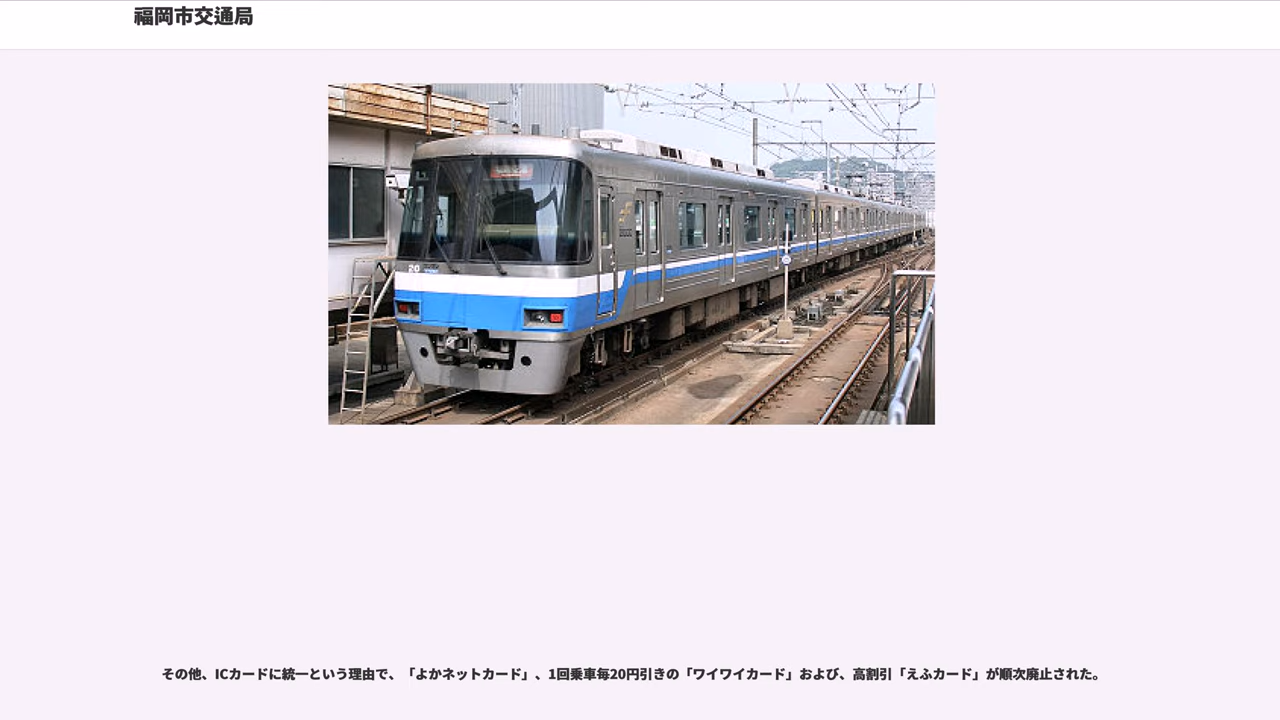 福岡市交通局
20
その他、ICカードに統一という理由で、「よかネットカード」、1回乗車毎20円引きの「ワイワイカード」および、高割引「えふカード」が順次廃止された。